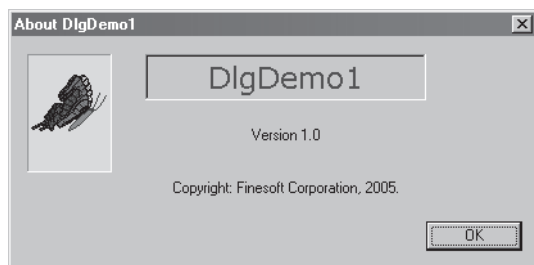 About DlgDemo1
DlgDemo1
Version 1.0
Copyright: Finesoft Corporation, 2005.
OK